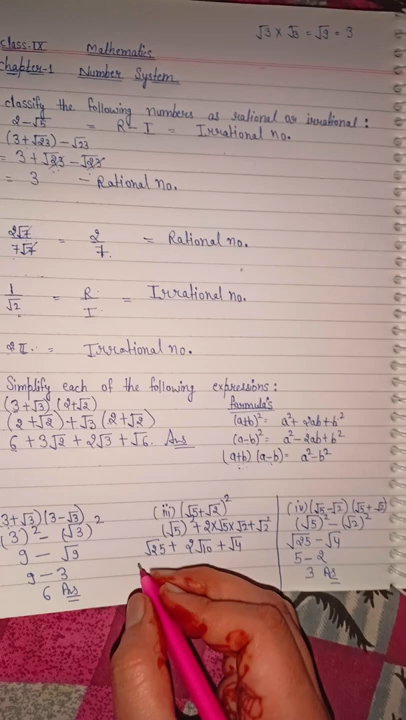 √3 × √3 = √9 = 3
Class-IX Mathematics
Chapter-1 Number System
classify the following numbers as rational or irrational:
2-√5 = R-I = Irrational no.
(3+√23)-√23
= 3+√23-√23
= 3 - Rational no.
2√7/7√7 = 2/7 = Rational no.
1/√2 = R/I = Irrational no.
= Irrational no.
Simplify each of the following expressions:
(3+√3)(2+√2)
(2+√2)+√3(2+√2)
6+3√2+2√3+√6. Ans
formula's
(a+b)² = a²+2ab+b²
(a-b)² = a²-2ab+b²
(a+b)(a-b) = a²-b²
3+√3)(3-√3)
(3)²-(√3)²
9-√9
9-3
6 Ans
(iii)(√5+√2)²
(√5)²+2×√5×√2+√2²
√25+2√10+√4
(iv)(√5-√2)(√5+√5)
(√5)²-(√2)²
√25-√4
5-2
3 Ans